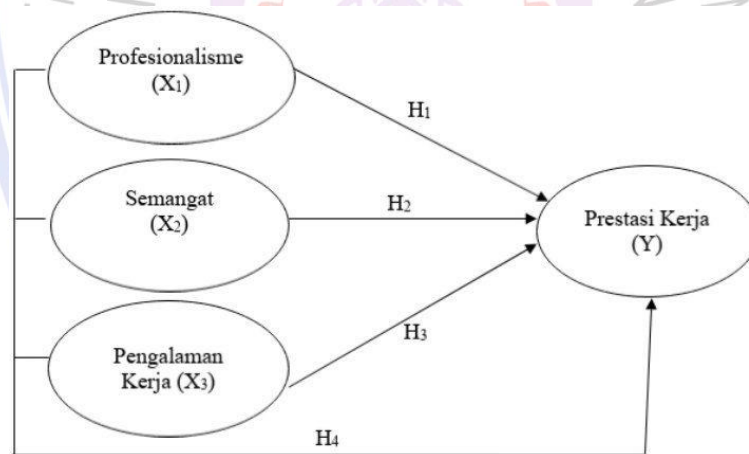 Profesionalisme
(X1)
H1
Semangat
(X2)
H2
Prestasi Kerja
(Y)
H3
Pengalaman
Kerja (X3)
H4